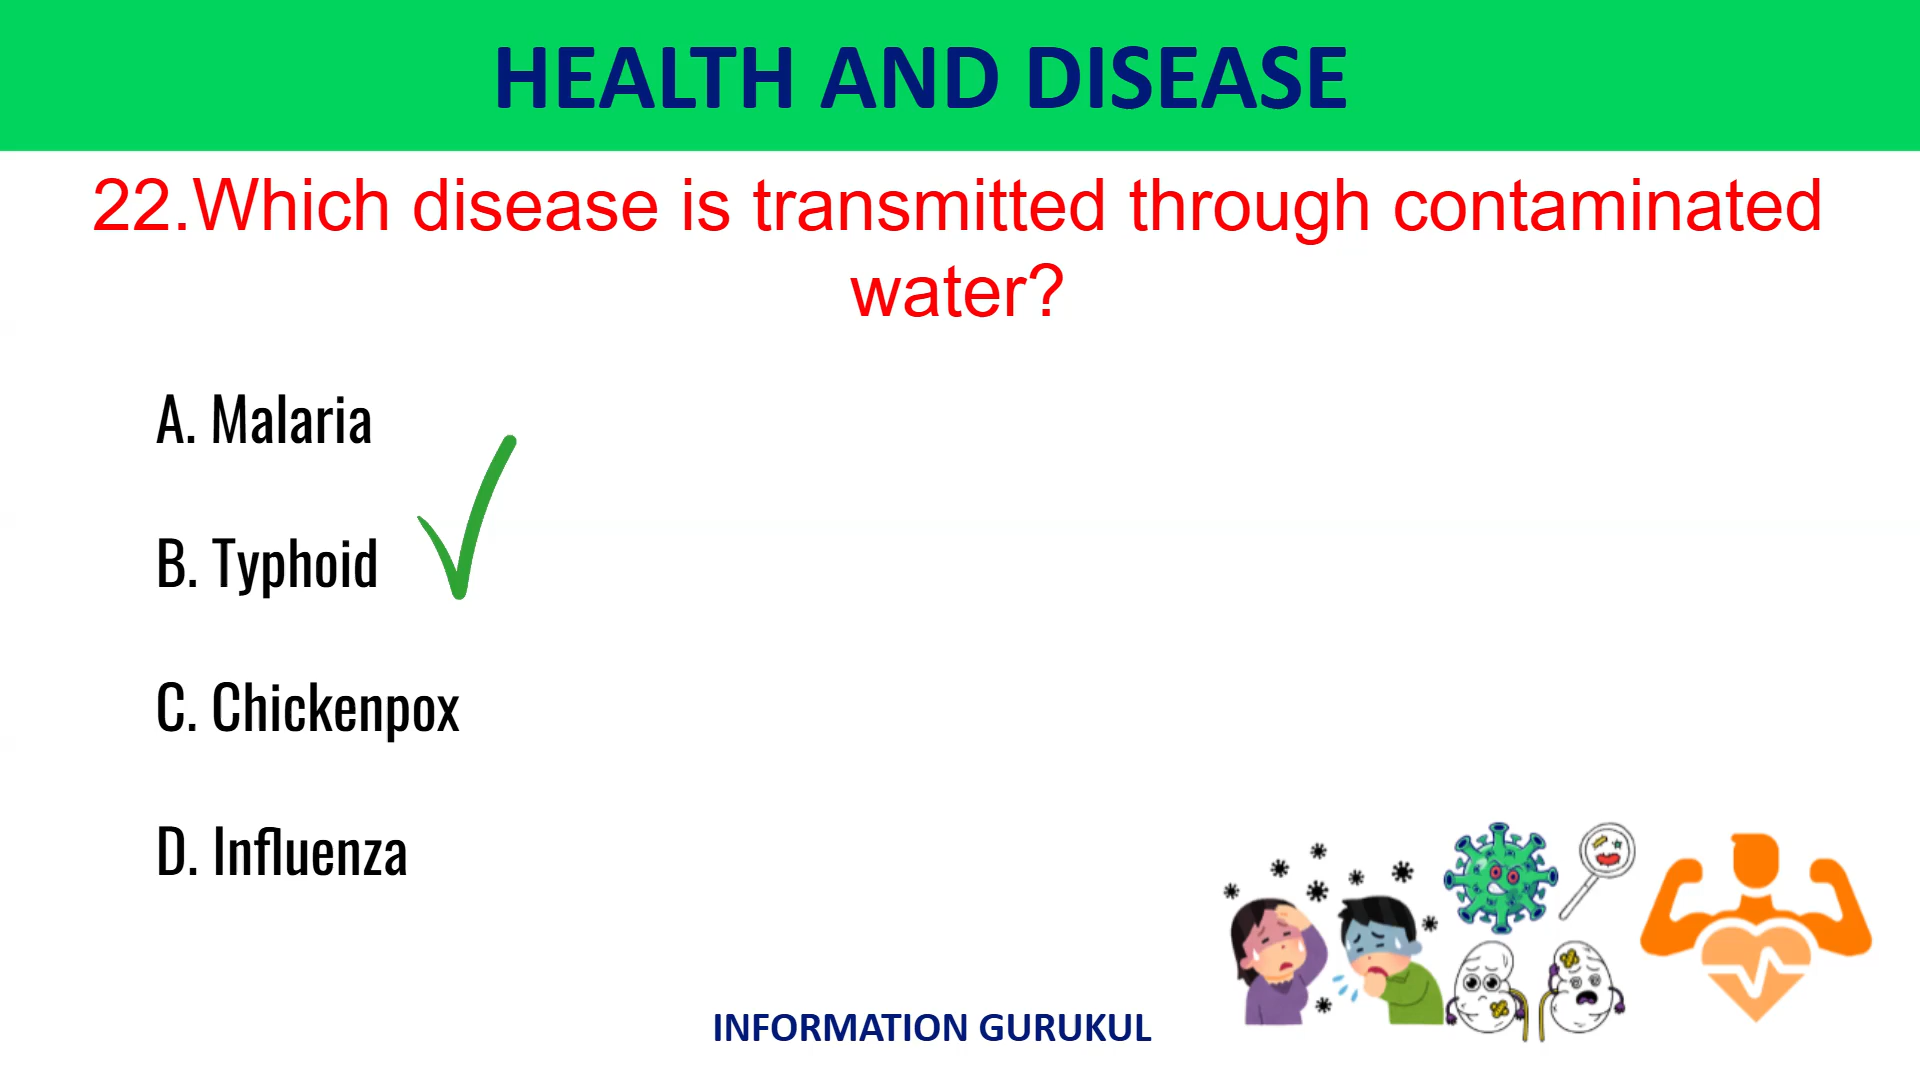 HEALTH AND DISEASE
22.Which disease is transmitted through contaminated
water?
A. Malaria
B. Typhoid
C. Chickenpox
D. Influenza
INFORMATION GURUKUL